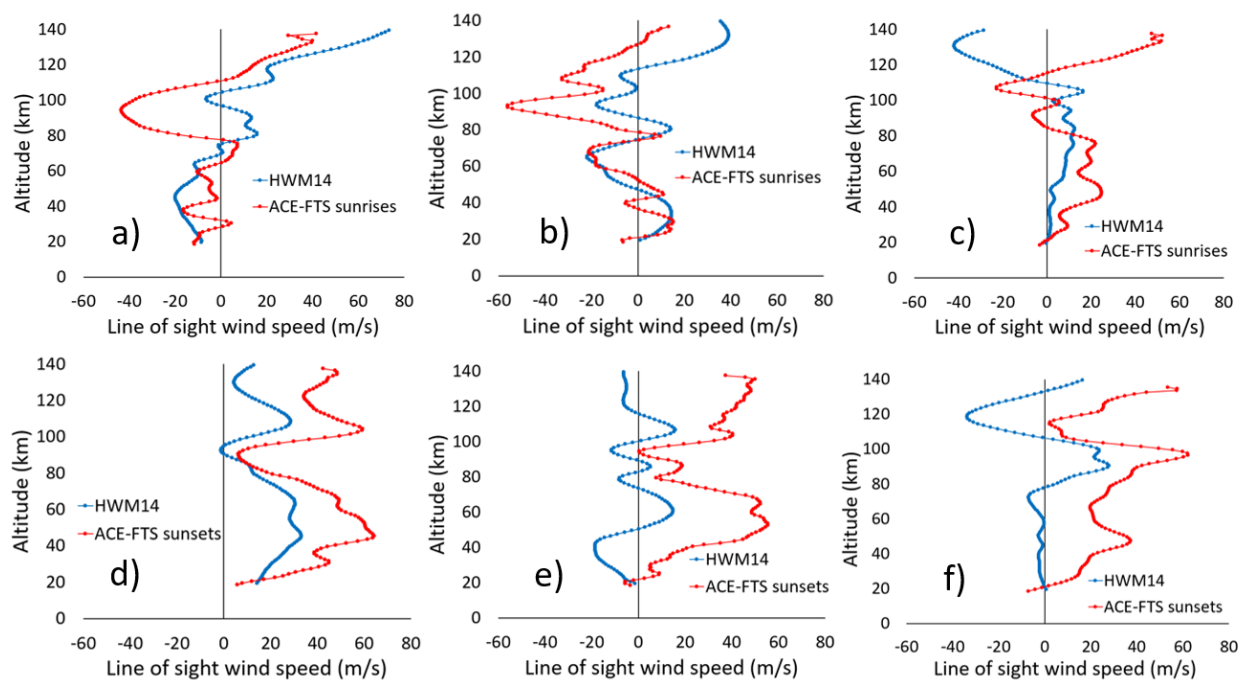 140
120
100
80
60
40
20
0
Altitude (km)
HWM14
ACE-FTS sunrises
a)
-60 -40 -20 0 20 40 60 80
Line of sight wind speed (m/s)
140
120
100
80
60
40
20
0
Altitude (km)
HWM14
ACE-FTS sunrises
b)
-60 -40 -20 0 20 40 60 80
Line of sight wind speed (m/s)
140
120
100
80
60
40
20
0
Altitude (km)
HWM14
ACE-FTS sunrises
c)
-60 -40 -20 0 20 40 60 80
Line of sight wind speed (m/s)
140
120
100
80
60
40
20
0
Altitude (km)
HWM14
ACE-FTS sunsets
d)
-60 -40 -20 0 20 40 60 80
Line of sight wind speed (m/s)
140
120
100
80
60
40
20
0
Altitude (km)
HWM14
ACE-FTS sunsets
e)
-60 -40 -20 0 20 40 60 80
Line of sight wind speed (m/s)
140
120
100
80
60
40
20
0
Altitude (km)
HWM14
ACE-FTS sunsets
f)
-60 -40 -20 0 20 40 60 80
Line of sight wind speed (m/s)